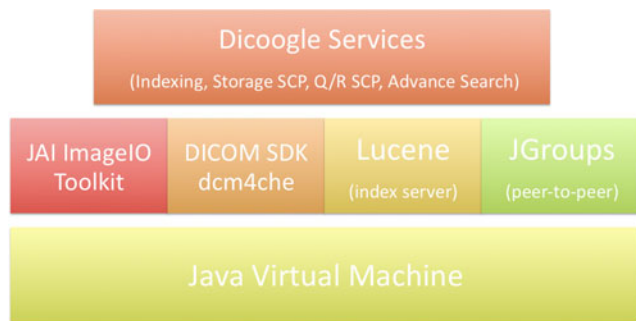 Dicoogle Services
(Indexing, Storage SCP, Q/R SCP, Advance Search)
JAI ImageIO
Toolkit
DICOM SDK
dcm4che
Lucene
(index server)
JGroups
(peer-to-peer)
Java Virtual Machine